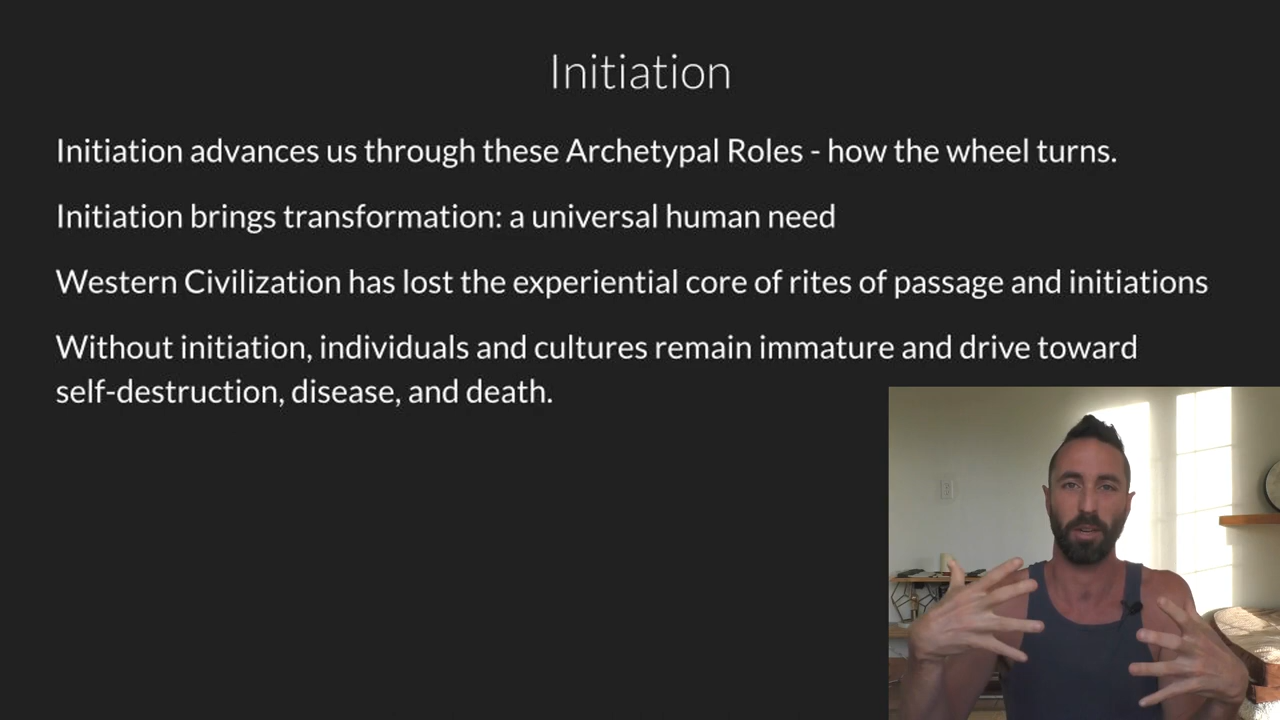 Initiation
Initiation advances us through these Archetypal Roles - how the wheel turns.
Initiation brings transformation: a universal human need
Western Civilization has lost the experiential core of rites of passage and initiations
Without initiation, individuals and cultures remain immature and drive toward
self-destruction, disease, and death.